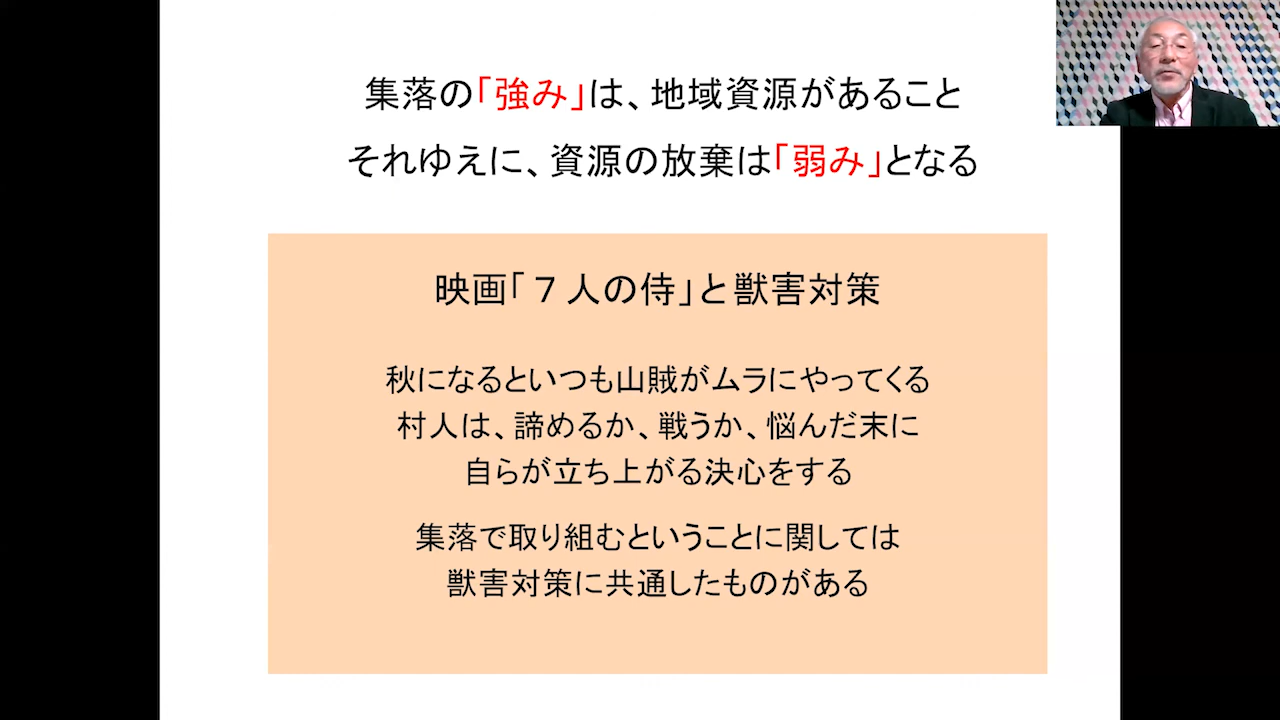 集落の「強み」は、地域資源があること
それゆえに、資源の放棄は「弱み」となる
映画「７人の侍」と獣害対策
秋になるといつも山賊がムラにやってくる
村人は、諦めるか、戦うか、悩んだ末に
自らが立ち上がる決心をする
集落で取り組むということに関しては
獣害対策に共通したものがある